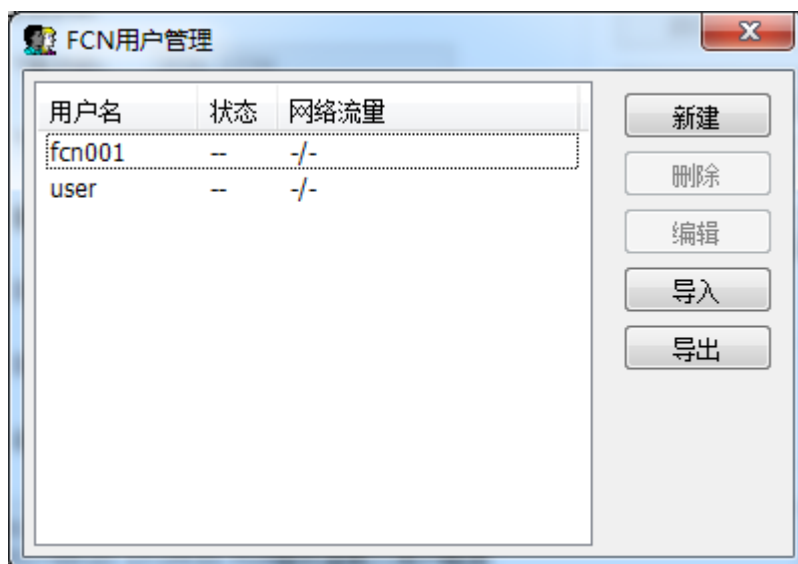 FCN用户管理
用户名 状态 网络流量
fcn001 -- -/-
user -- -/-
新建
删除
编辑
导入
导出